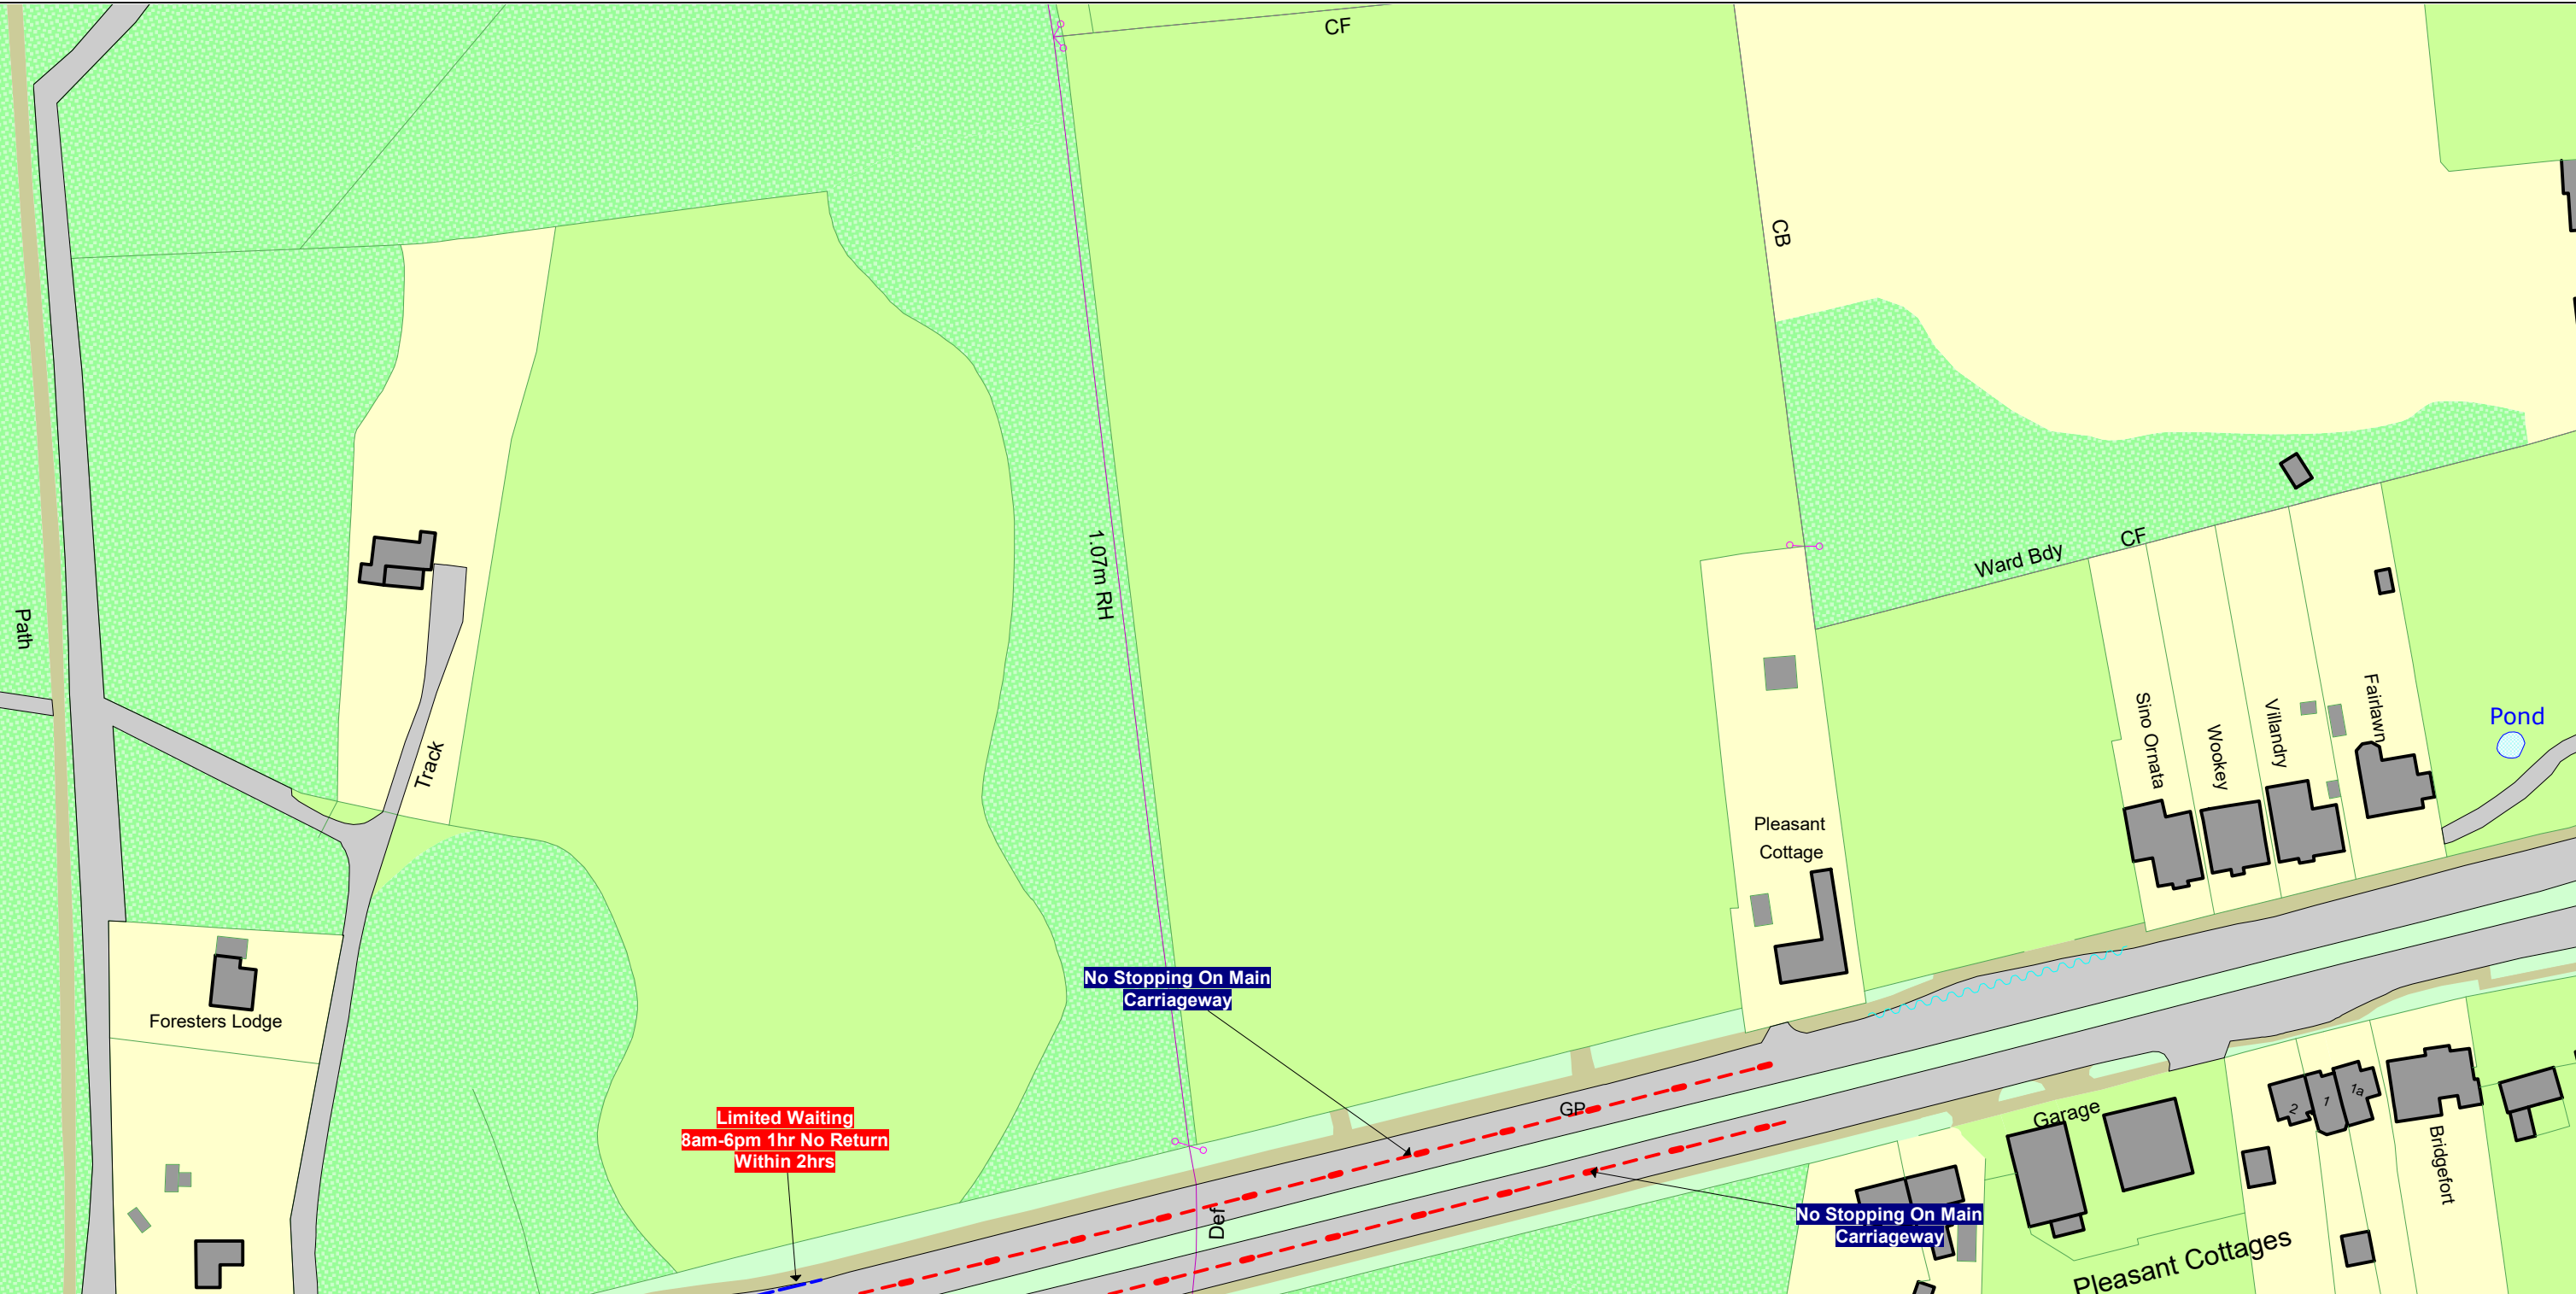 CF
CB
1.07m RH
Ward Bdy
CF
Path
Track
Sino Ornata
Wookey
Villandry
Fairlawn
Pond
Pleasant
Cottage
No Stopping On Main
Carriageway
Foresters Lodge
Limited Waiting
8am-6pm 1hr No Return
Within 2hrs
GP
Def
Garage
2
1
1a
Bridgefort
No Stopping On Main
Carriageway
Pleasant Cottages